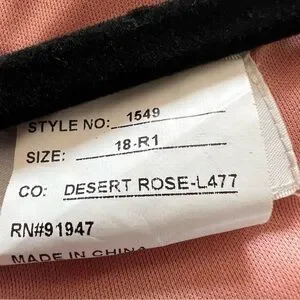 STYLE NO: 1549
SIZE: 18-R1
CO: DESERT ROSE-L477
RN#91947
MADE IN CHINA